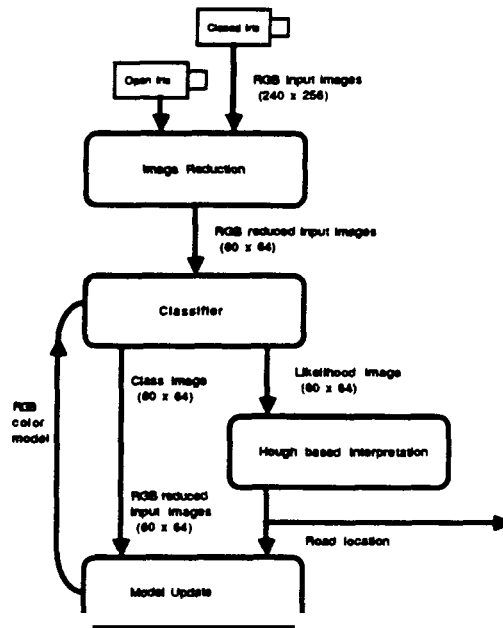 Closed Iris
Open Iris
RGB Input Images
(240 x 256)
Image Reduction
RGB reduced Input Images
(60 x 64)
Classifier
Class Image
(60 x 64)
Likelihood Image
(60 x 64)
RGB
color
model
Hough based Interpretation
RGB reduced
Input Images
(60 x 64)
Road location
Model Update